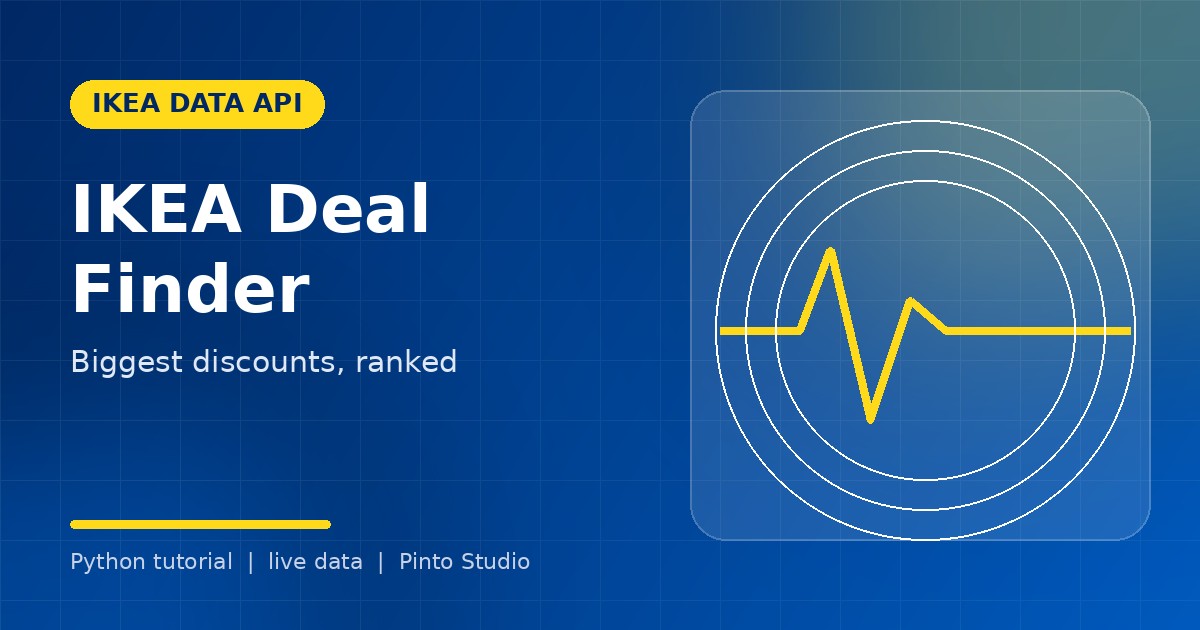 IKEA DATA API
IKEA Deal
Finder
Biggest discounts, ranked
Python tutorial | live data | Pinto Studio